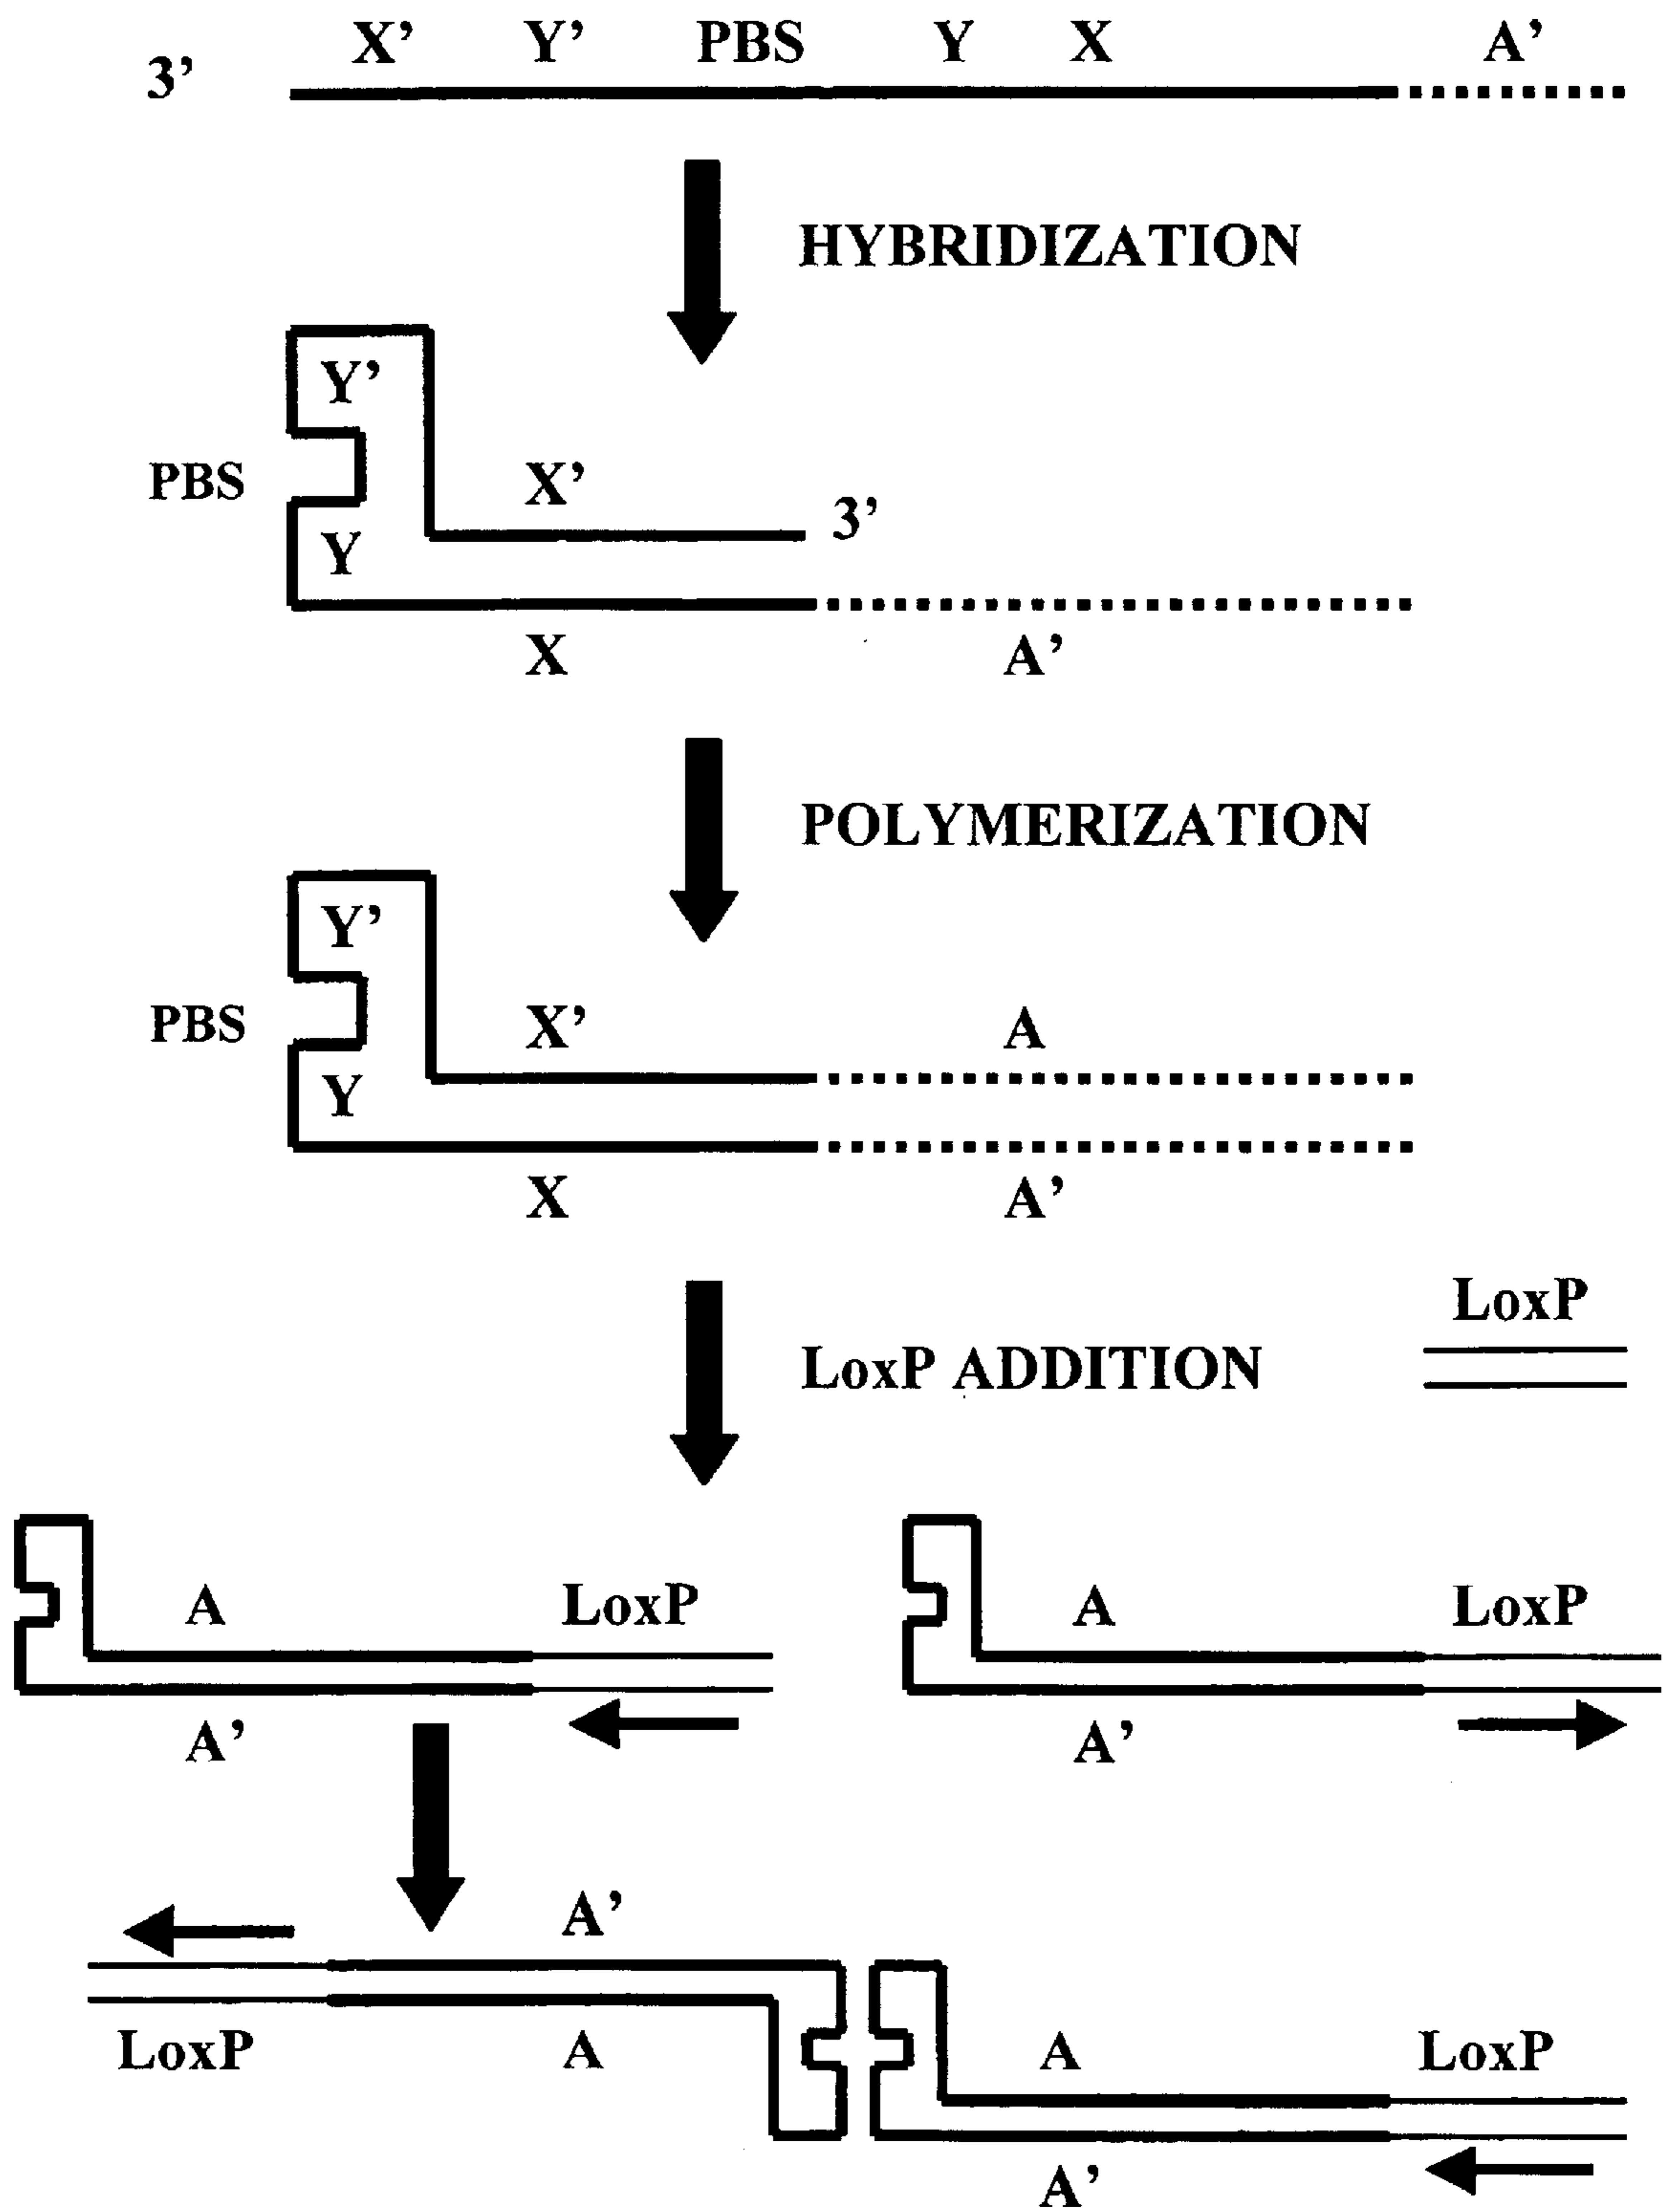 X’ Y’ PBS Y X A’
3’
HYBRIDIZATION
Y’
PBS
X’
3’
Y
X
A’
POLYMERIZATION
Y’
PBS
X’
A
Y
X
A’
LoxP
LoxP ADDITION
A LoxP A LoxP
A’ A’
A’
LoxP A A LoxP
A’